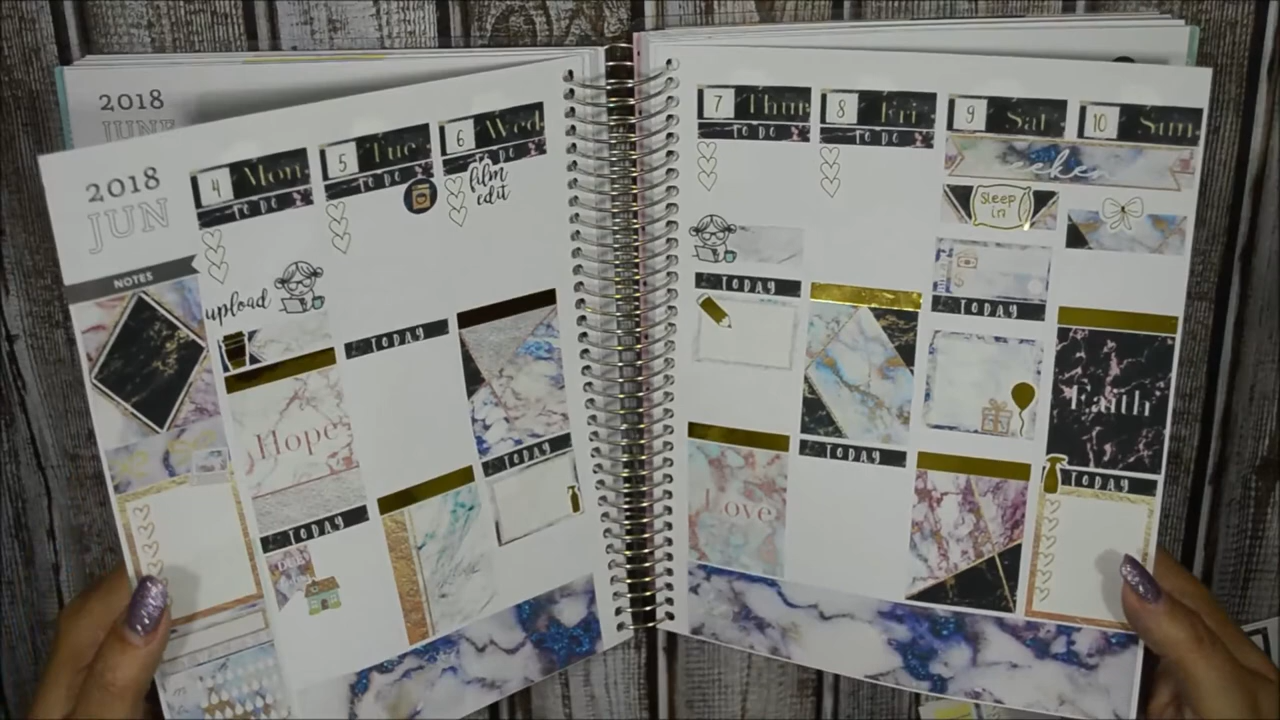 2018
JUNE
2018
JUN
NOTES
4 Mon
TO DO
upload
Hope
TODAY
5 Tue
TO DO
TODAY
6 Wed
TO DO
film
edit
TODAY
7 Thur
TO DO
TODAY
Love
8 Fri
TO DO
TODAY
9 Sat
10 Sun
weeken
Sleep
in
TODAY
Faith
TODAY